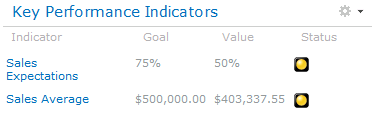 Key Performance Indicators
Indicator Goal Value Status
Sales Expectations 75% 50%
Sales Average $500,000.00 $403,337.55